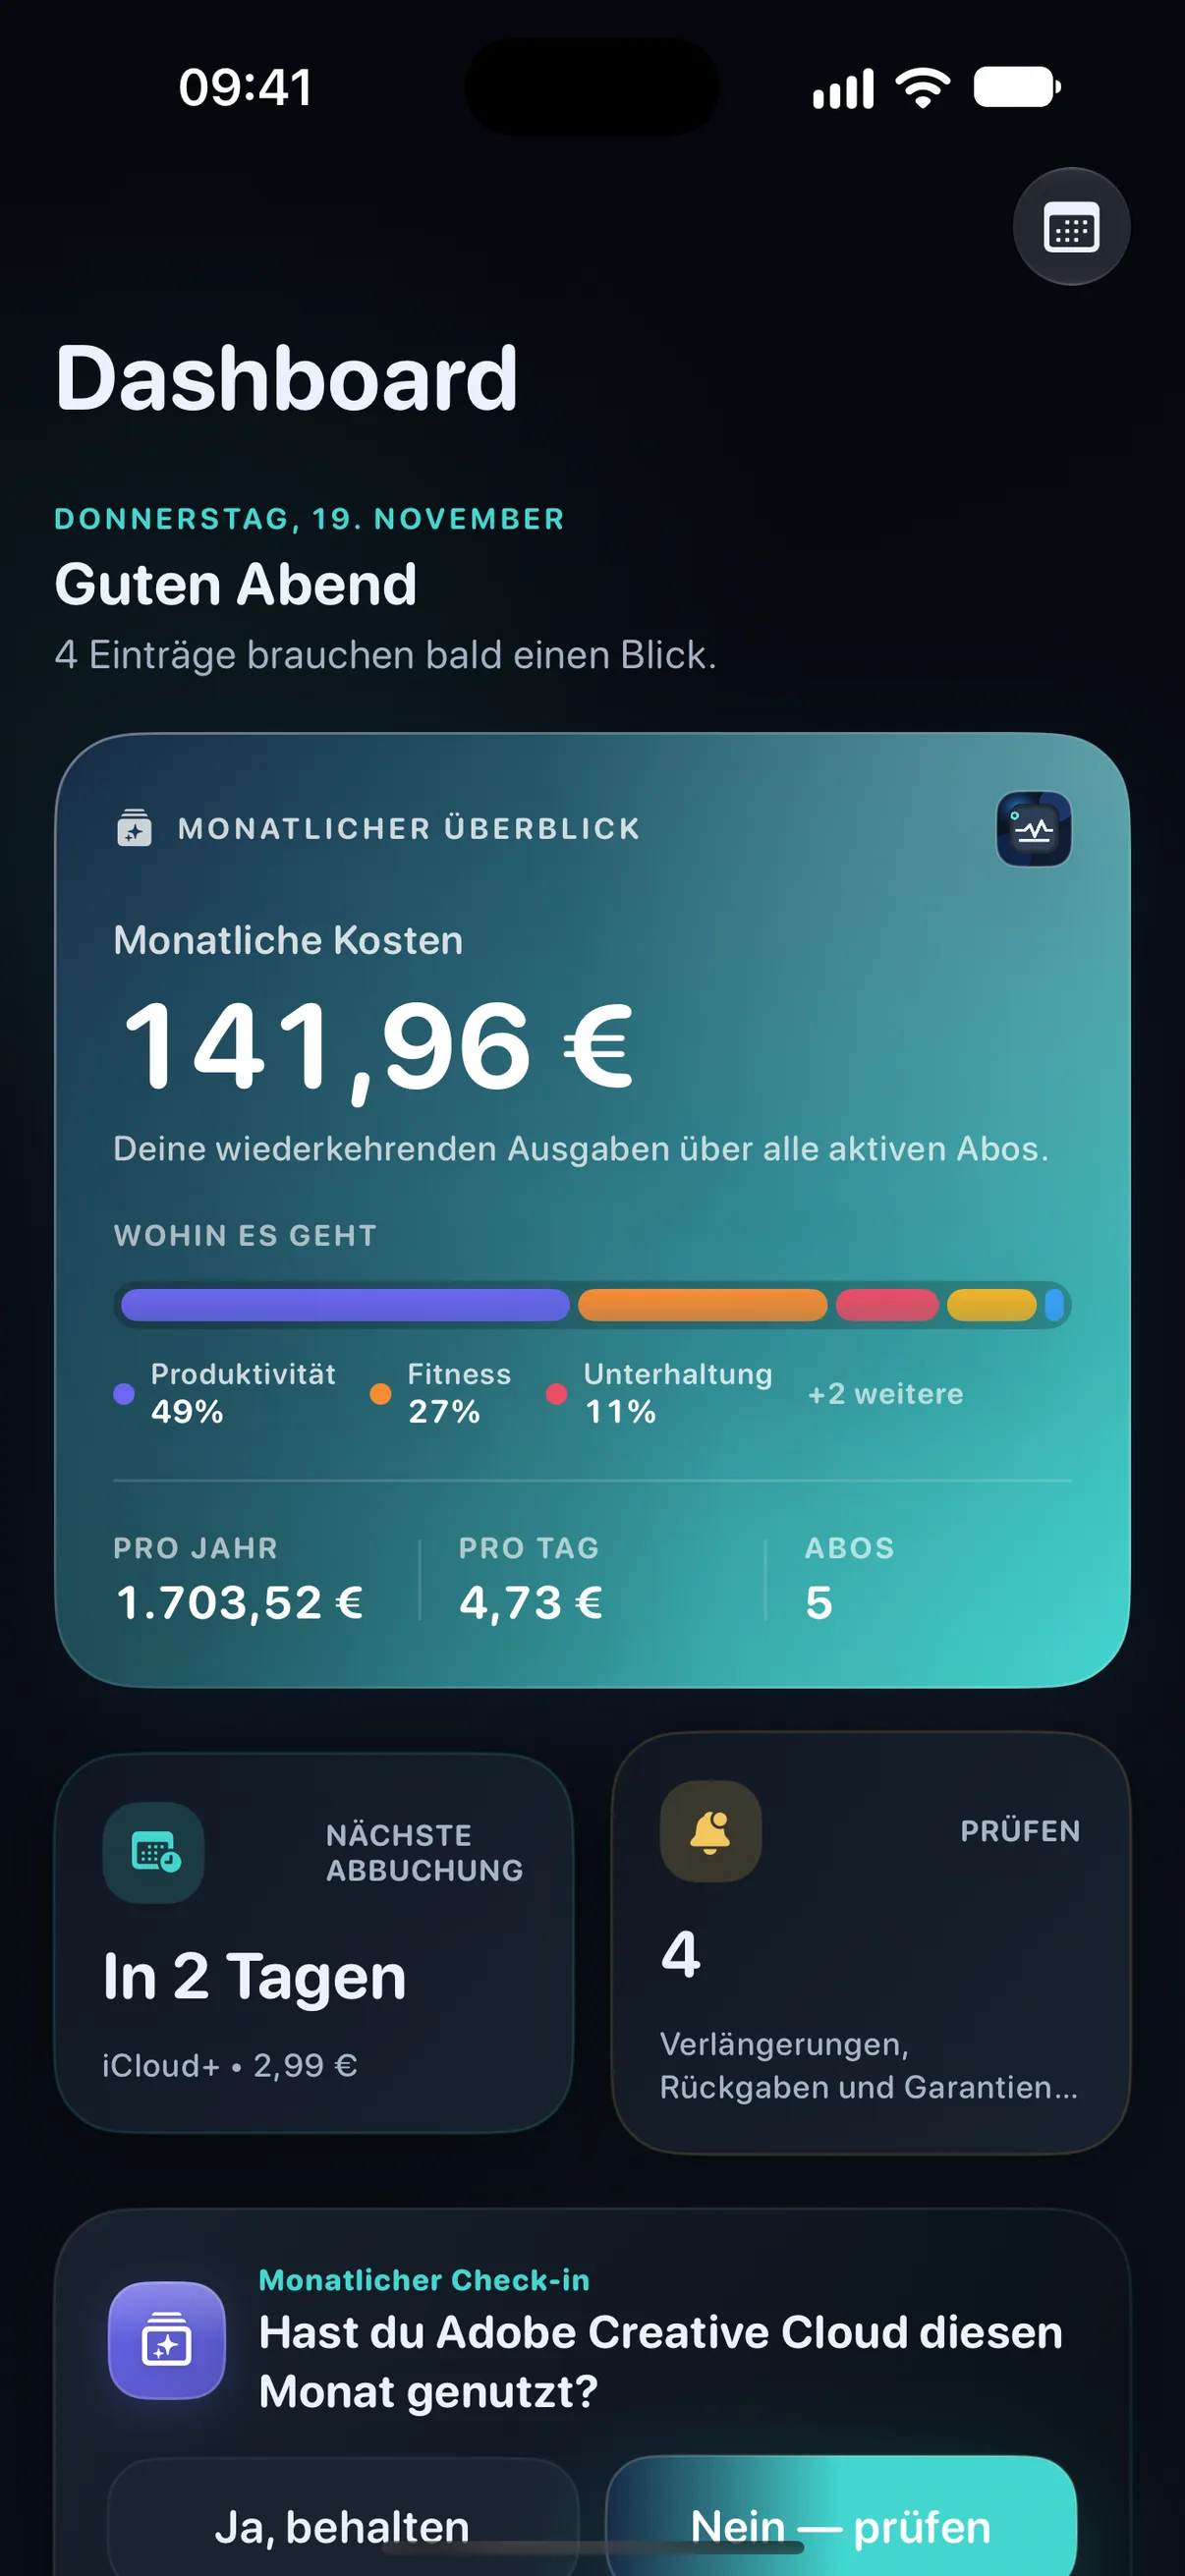 09:41
Dashboard
DONNERSTAG, 19. NOVEMBER
Guten Abend
4 Einträge brauchen bald einen Blick.
MONATLICHER ÜBERBLICK
Monatliche Kosten
141,96 €
Deine wiederkehrenden Ausgaben über alle aktiven Abos.
WOHIN ES GEHT
Produktivität
49%
Fitness
27%
Unterhaltung
11%
+2 weitere
PRO JAHR
1.703,52 €
PRO TAG
4,73 €
ABOS
5
NÄCHSTE
ABBUCHUNG
In 2 Tagen
iCloud+ • 2,99 €
PRÜFEN
4
Verlängerungen,
Rückgaben und Garantien...
Monatlicher Check-in
Hast du Adobe Creative Cloud diesen
Monat genutzt?
Ja, behalten
Nein — prüfen